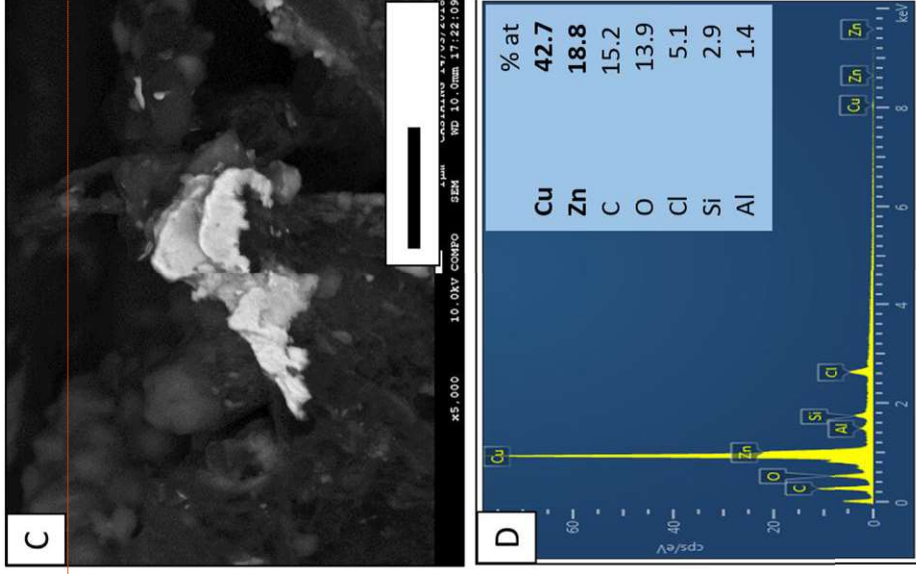 C
x5,000 10.0kV COMPO SEM WD 10.0mm 17:22:09
D
% at
Cu 42.7
Zn 18.8
C 15.2
O 13.9
Cl 5.1
Si 2.9
Al 1.4
cps/eV
60
40
20
0
Cu
Zn
O
C
Al
Si
Cl
Cu
Zn
Zn
0 2 4 6 8 keV